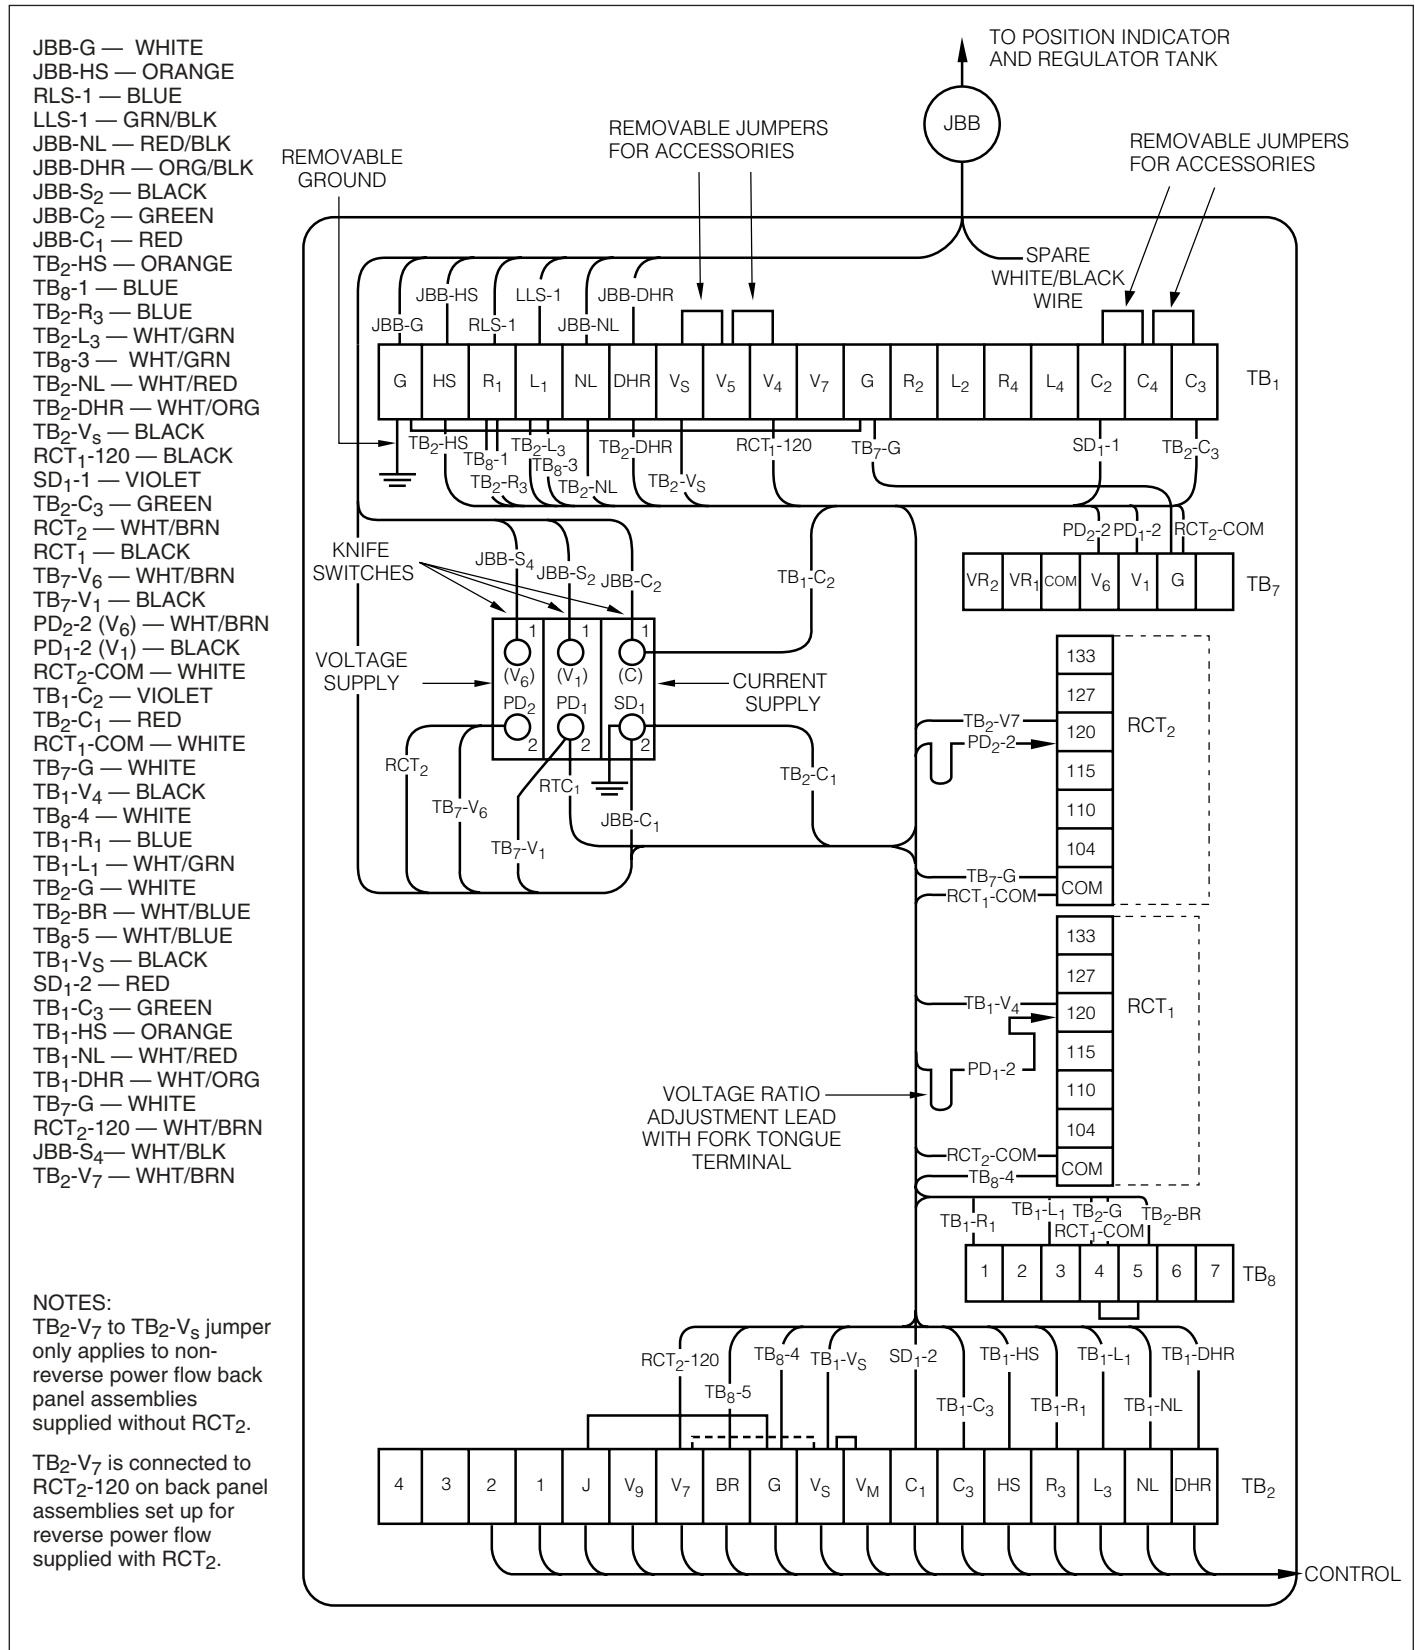 JBB-G — WHITE
JBB-HS — ORANGE
RLS-1 — BLUE
LLS-1 — GRN/BLK
JBB-NL — RED/BLK
JBB-DHR — ORG/BLK
JBB-S2 — BLACK
JBB-C2 — GREEN
JBB-C1 — RED
TB2-HS — ORANGE
TB8-1 — BLUE
TB2-R3 — BLUE
TB2-L3 — WHT/GRN
TB8-3 — WHT/GRN
TB2-NL — WHT/RED
TB2-DHR — WHT/ORG
TB2-Vs — BLACK
RCT1-120 — BLACK
SD1-1 — VIOLET
TB2-C3 — GREEN
RCT2 — WHT/BRN
RCT1 — BLACK
TB7-V6 — WHT/BRN
TB7-V1 — BLACK
PD2-2 (V6) — WHT/BRN
PD1-2 (V1) — BLACK
RCT2-COM — WHITE
TB1-C2 — VIOLET
TB2-C1 — RED
RCT1-COM — WHITE
TB7-G — WHITE
TB1-V4 — BLACK
TB8-4 — WHITE
TB1-R1 — BLUE
TB1-L1 — WHT/GRN
TB2-G — WHITE
TB2-BR — WHT/BLUE
TB8-5 — WHT/BLUE
TB1-VS — BLACK
SD1-2 — RED
TB1-C3 — GREEN
TB1-HS — ORANGE
TB1-NL — WHT/RED
TB1-DHR — WHT/ORG
TB7-G — WHITE
RCT2-120 — WHT/BRN
JBB-S4— WHT/BLK
TB2-V7 — WHT/BRN
NOTES:
TB2-V7 to TB2-Vs jumper
only applies to non-
reverse power flow back
panel assemblies
supplied without RCT2.
TB2-V7 is connected to
RCT2-120 on back panel
assemblies set up for
reverse power flow
supplied with RCT2.
TO POSITION INDICATOR
AND REGULATOR TANK
JBB
REMOVABLE JUMPERS
FOR ACCESSORIES
REMOVABLE JUMPERS
FOR ACCESSORIES
REMOVABLE
GROUND
SPARE
WHITE/BLACK
WIRE
JBB-HS LLS-1 JBB-DHR
JBB-G RLS-1 JBB-NL
G HS R1 L1 NL DHR VS V5 V4 V7 G R2 L2 R4 L4 C2 C4 C3 TB1
TB2-HS TB2-L3 TB2-DHR RCT1-120 TB7-G SD1-1 TB2-C3
TB8-1 TB8-3
TB2-R3 TB2-NL TB2-VS
PD2-2 PD1-2 RCT2-COM
VR2 VR1 COM V6 V1 G TB7
KNIFE
SWITCHES
JBB-S4 JBB-S2 JBB-C2
TB1-C2
1 1 1
(V6) (V1) (C)
VOLTAGE
SUPPLY
CURRENT
SUPPLY
PD2 PD1 SD1
2 2 2
RCT2
TB7-V6
TB7-V1
RTC1
JBB-C1
TB2-C1
133
127
120
115
110
104
COM
RCT2
TB2-V7
PD2-2
TB7-G
RCT1-COM
133
127
120
115
110
104
COM
RCT1
TB1-V4
PD1-2
VOLTAGE RATIO
ADJUSTMENT LEAD
WITH FORK TONGUE
TERMINAL
RCT2-COM
TB8-4
TB1-R1 TB1-L1 TB2-G TB2-BR
RCT1-COM
1 2 3 4 5 6 7 TB8
RCT2-120 TB8-4 TB1-VS SD1-2 TB1-HS TB1-L1 TB1-DHR
TB8-5 TB1-C3 TB1-R1 TB1-NL
4 3 2 1 J V9 V7 BR G VS VM C1 C3 HS R3 L3 NL DHR TB2
CONTROL